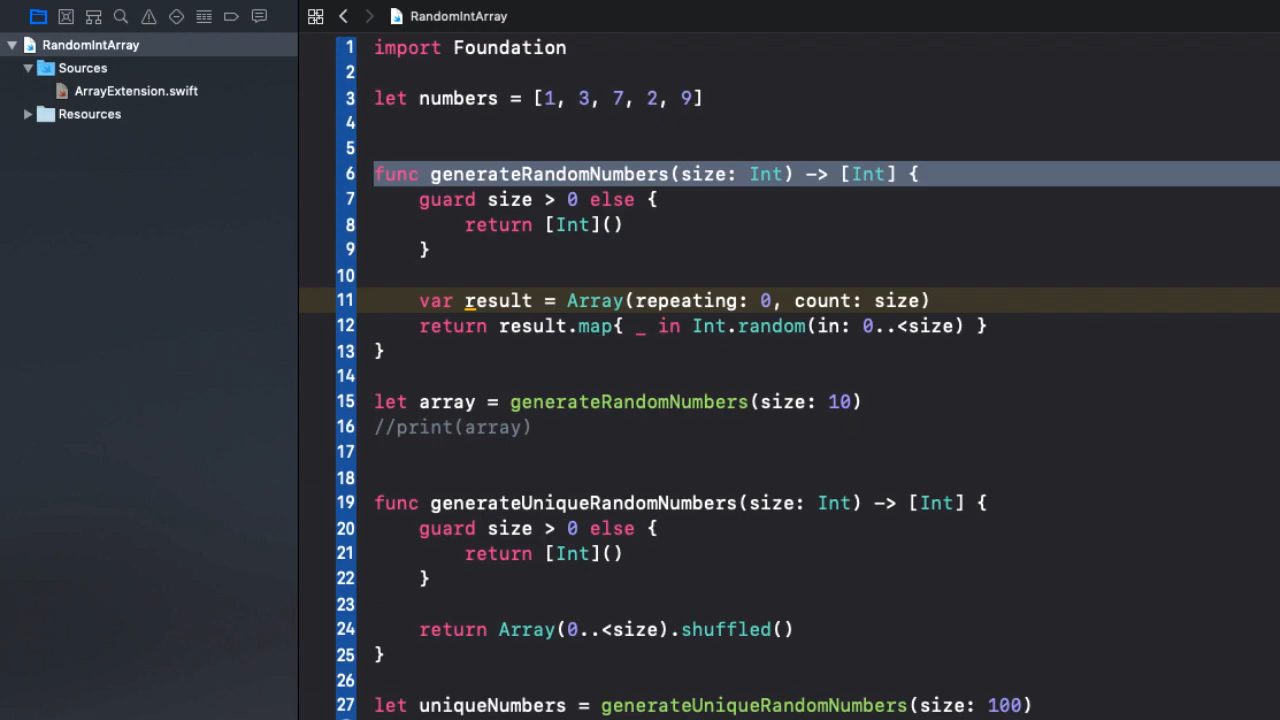 RandomIntArray
RandomIntArray
Sources
ArrayExtension.swift
Resources
1 import Foundation
2
3 let numbers = [1, 3, 7, 2, 9]
4
5
6 func generateRandomNumbers(size: Int) -> [Int] {
7     guard size > 0 else {
8         return [Int]()
9     }
10
11     var result = Array(repeating: 0, count: size)
12     return result.map{ _ in Int.random(in: 0..<size) }
13 }
14
15 let array = generateRandomNumbers(size: 10)
16 //print(array)
17
18
19 func generateUniqueRandomNumbers(size: Int) -> [Int] {
20     guard size > 0 else {
21         return [Int]()
22     }
23
24     return Array(0..<size).shuffled()
25 }
26
27 let uniqueNumbers = generateUniqueRandomNumbers(size: 100)